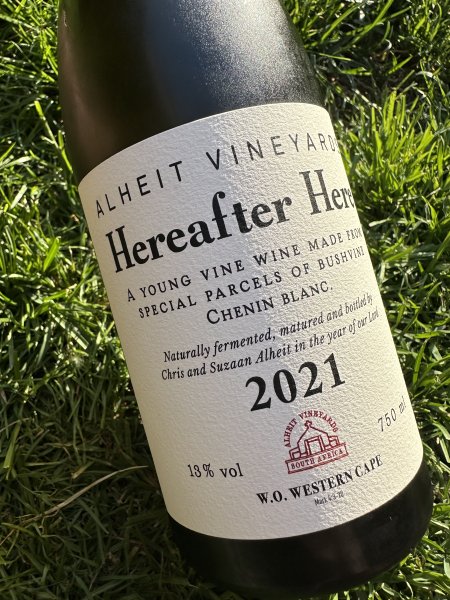 ALHEIT VINEYARDS
Hereafter Here
A YOUNG VINE WINE MADE FROM
SPECIAL PARCELS OF BUSHVINE
CHENIN BLANC.
Naturally fermented, matured and bottled by
Chris and Suzaan Alheit in the year of our Lord
2021
ALHEIT VINEYARDS
SOUTH AFRICA
13% vol
750 ml
W.O. WESTERN CAPE